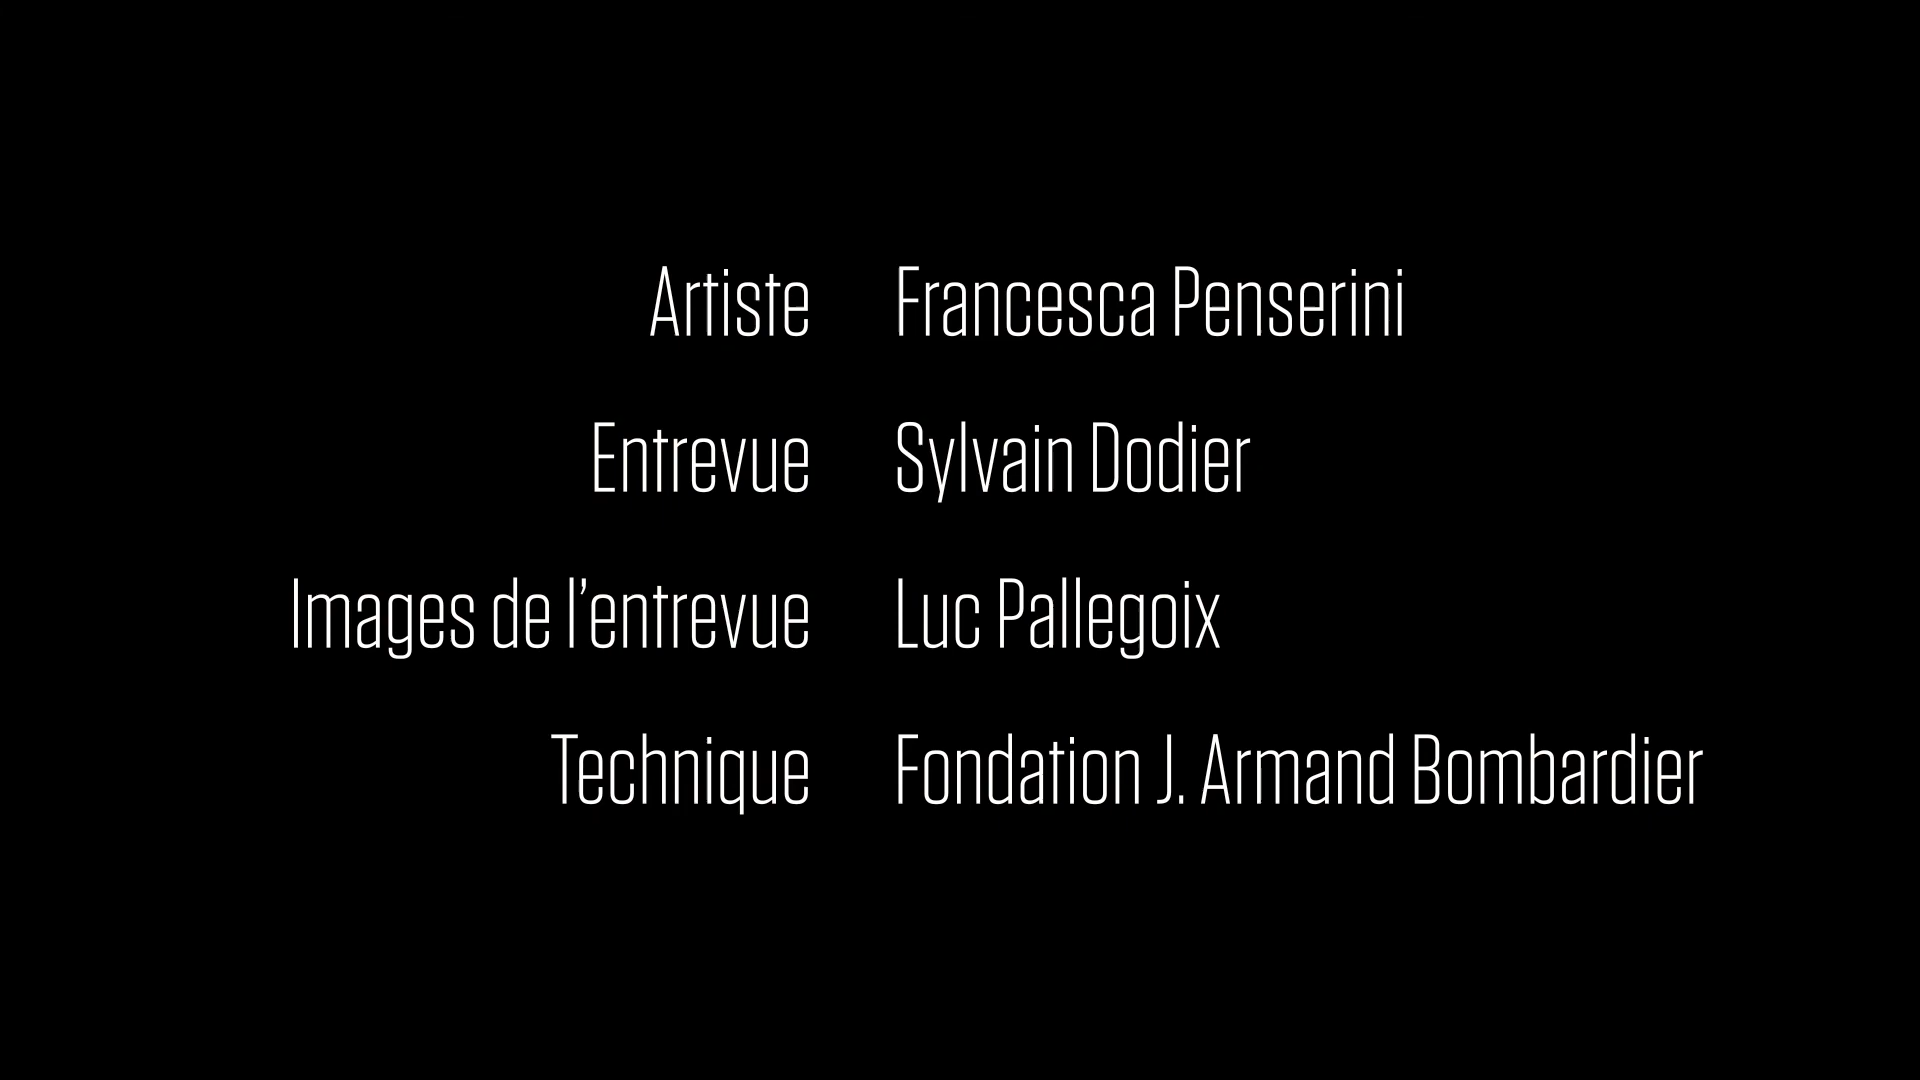 Artiste Francesca Penserini
Entrevue Sylvain Dodier
Images de l’entrevue Luc Pallegoix
Technique Fondation J. Armand Bombardier